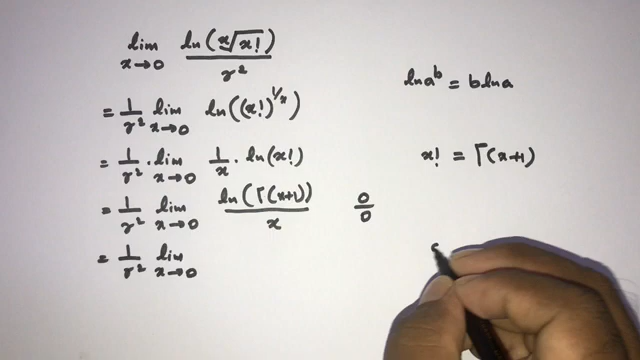 lim x→0 ln(ˣ√x!) / γ²
= 1/γ² lim x→0 ln((x!)^1/x)
ln a^b = b ln a
= 1/γ² · lim x→0 1/x · ln(x!)
x! = Γ(x+1)
= 1/γ² lim x→0 ln(Γ(x+1)) / x 0/0
= 1/γ² lim x→0